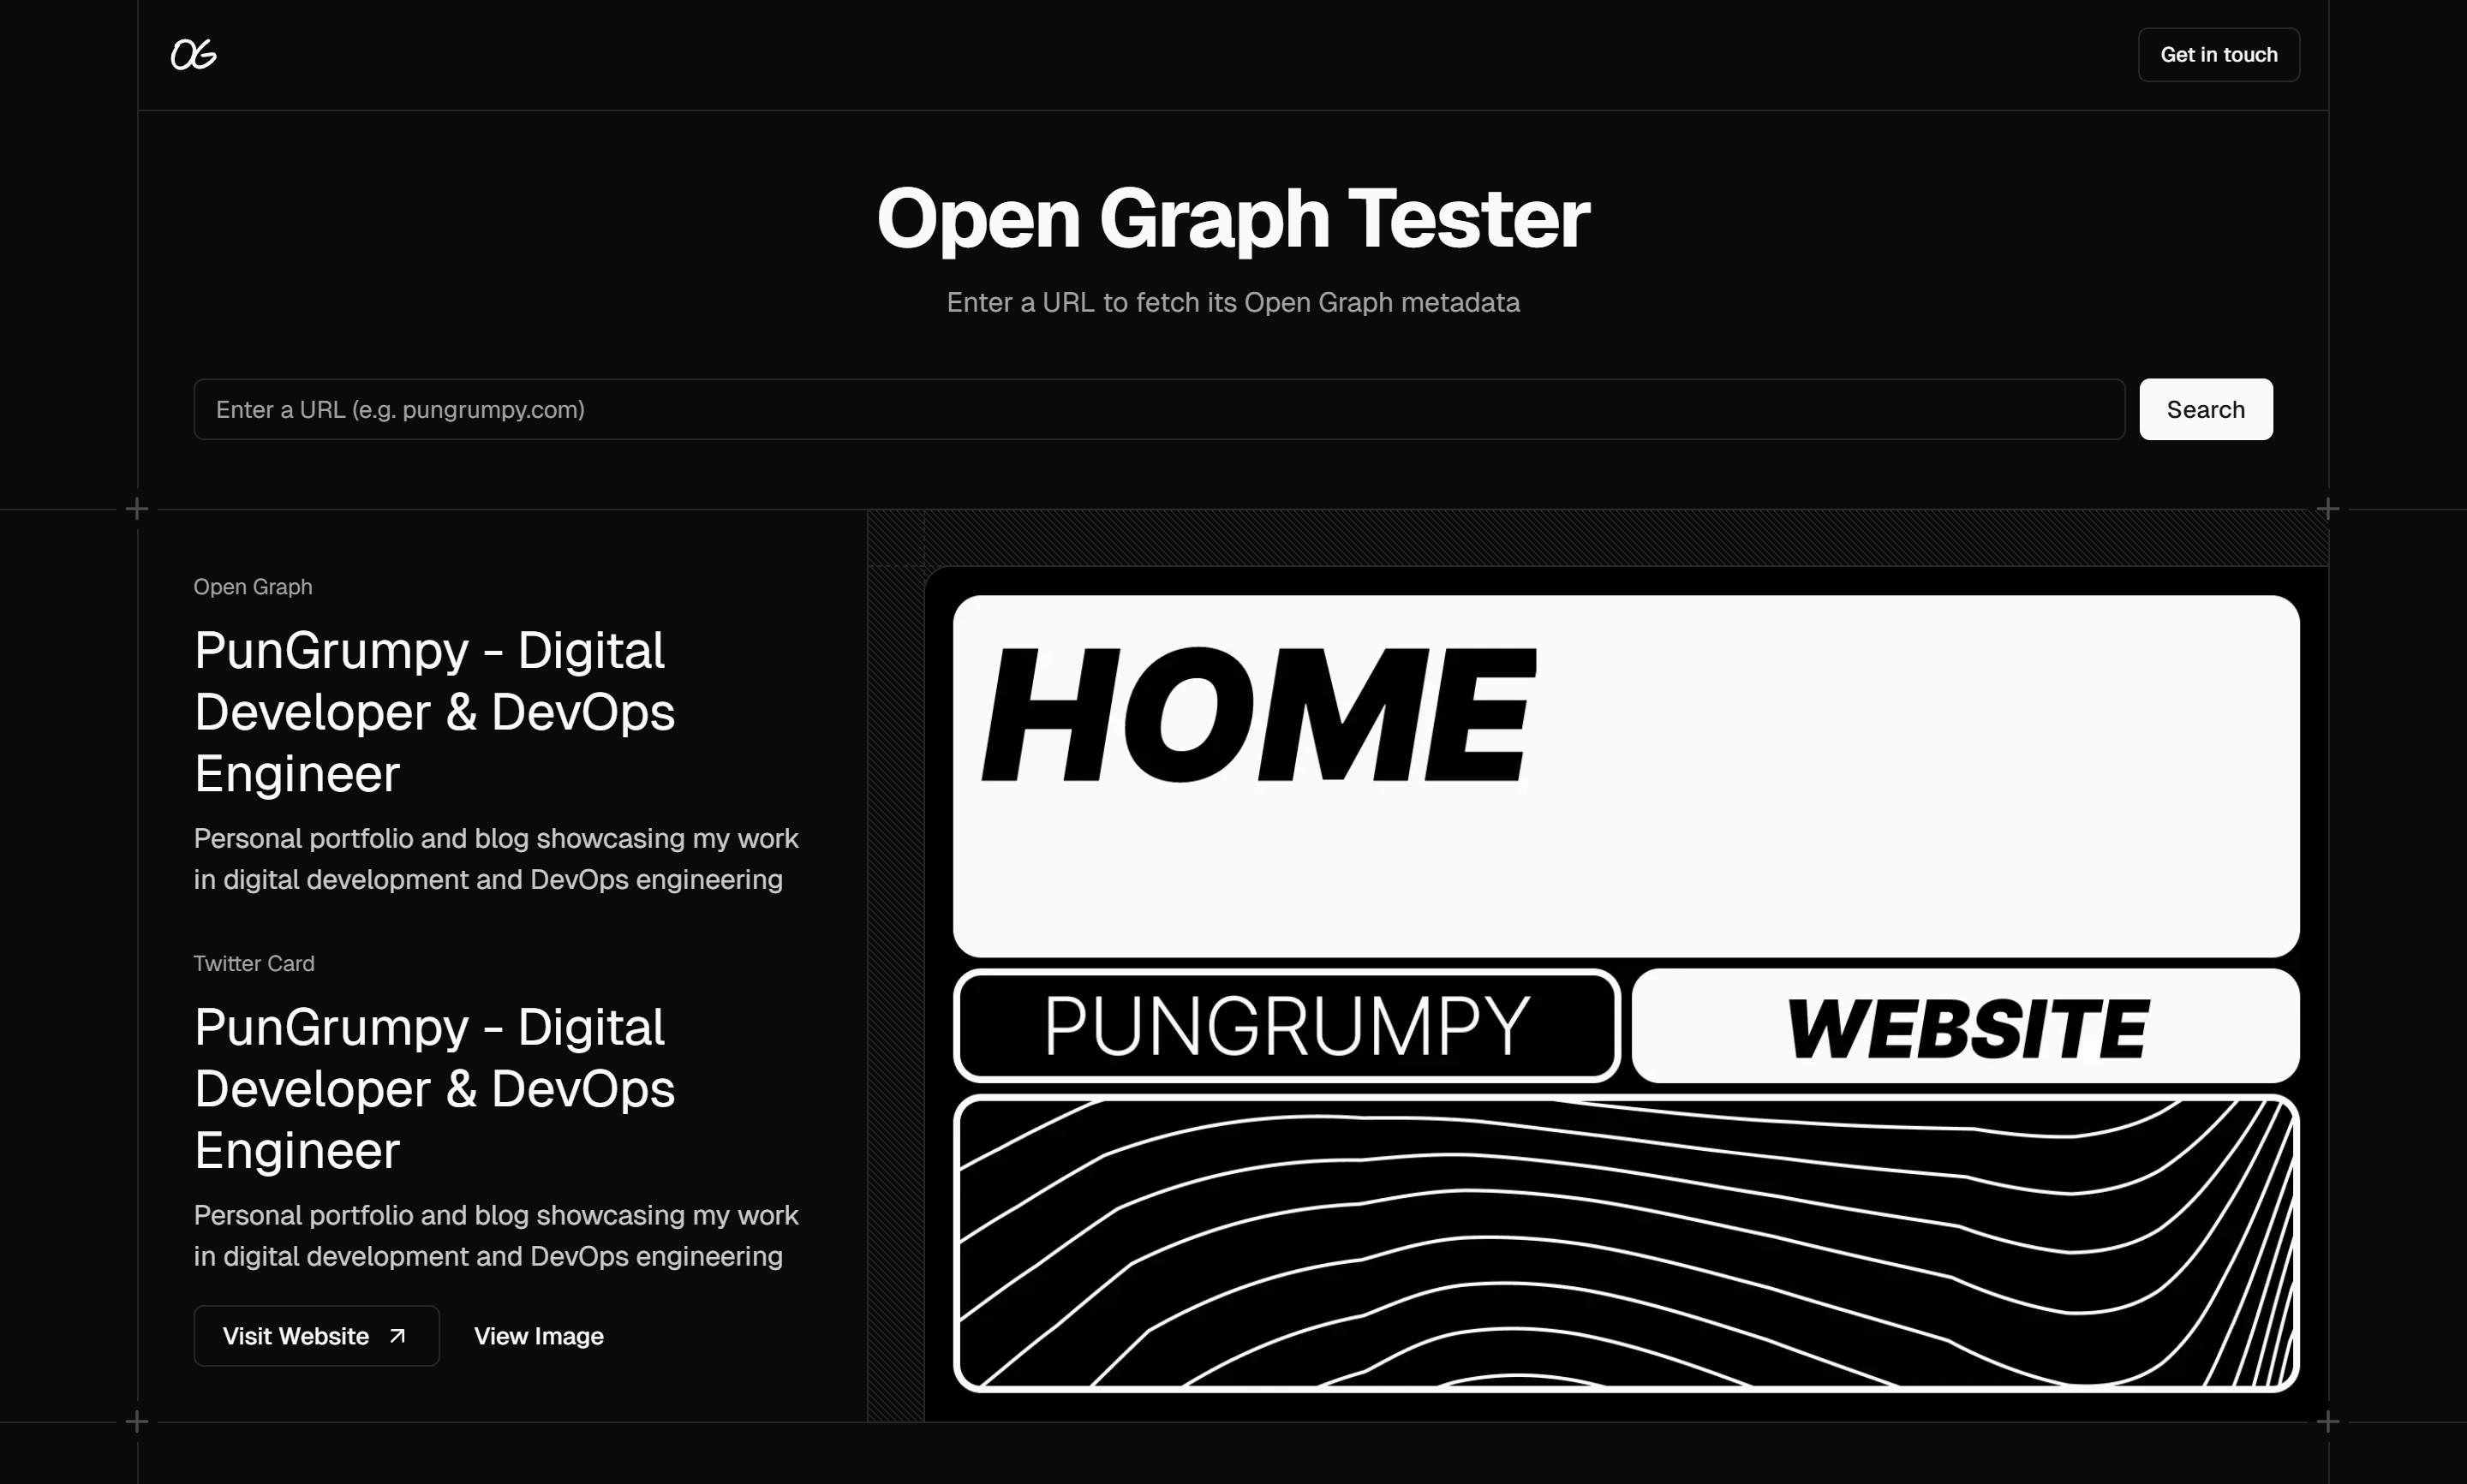 OG
Get in touch
Open Graph Tester
Enter a URL to fetch its Open Graph metadata
Enter a URL (e.g. pungrumpy.com)
Search
Open Graph
PunGrumpy - Digital
Developer & DevOps
Engineer
Personal portfolio and blog showcasing my work
in digital development and DevOps engineering
Twitter Card
PunGrumpy - Digital
Developer & DevOps
Engineer
Personal portfolio and blog showcasing my work
in digital development and DevOps engineering
Visit Website
View Image
HOME
PUNGRUMPY
WEBSITE